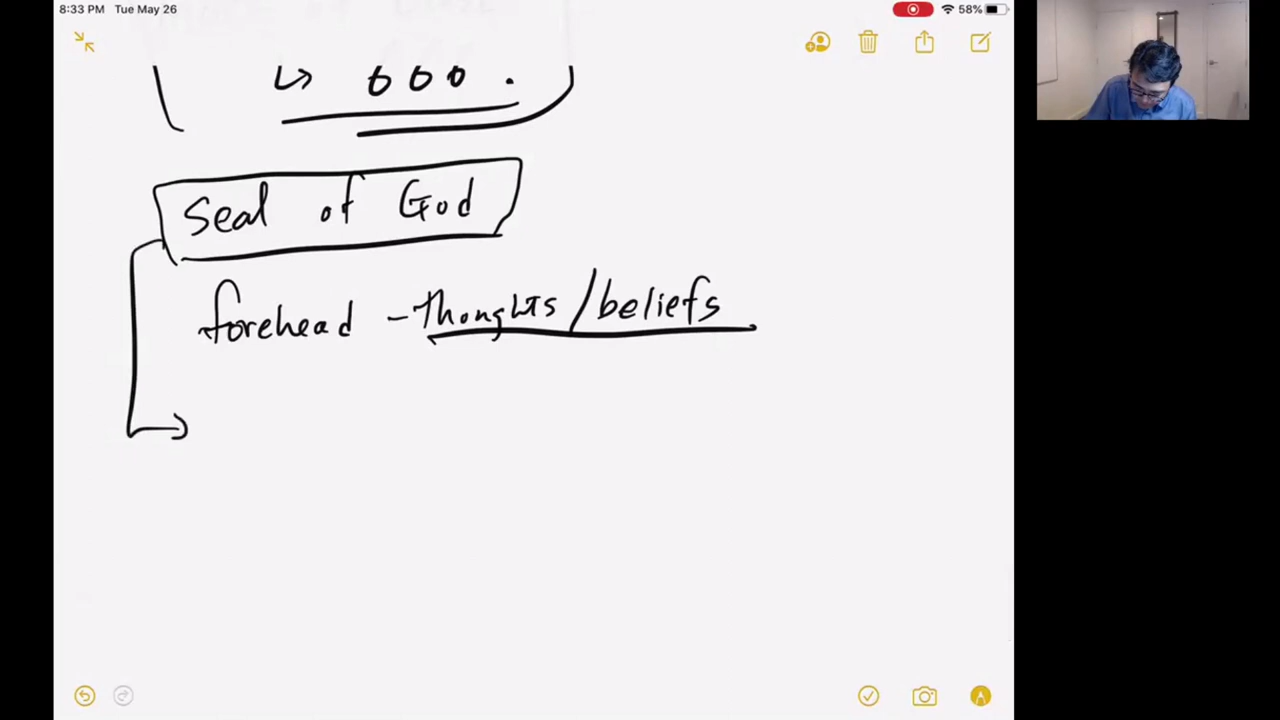 8:33 PM Tue May 26 58%
↳ 666.
Seal of God
forehead - thoughts/beliefs